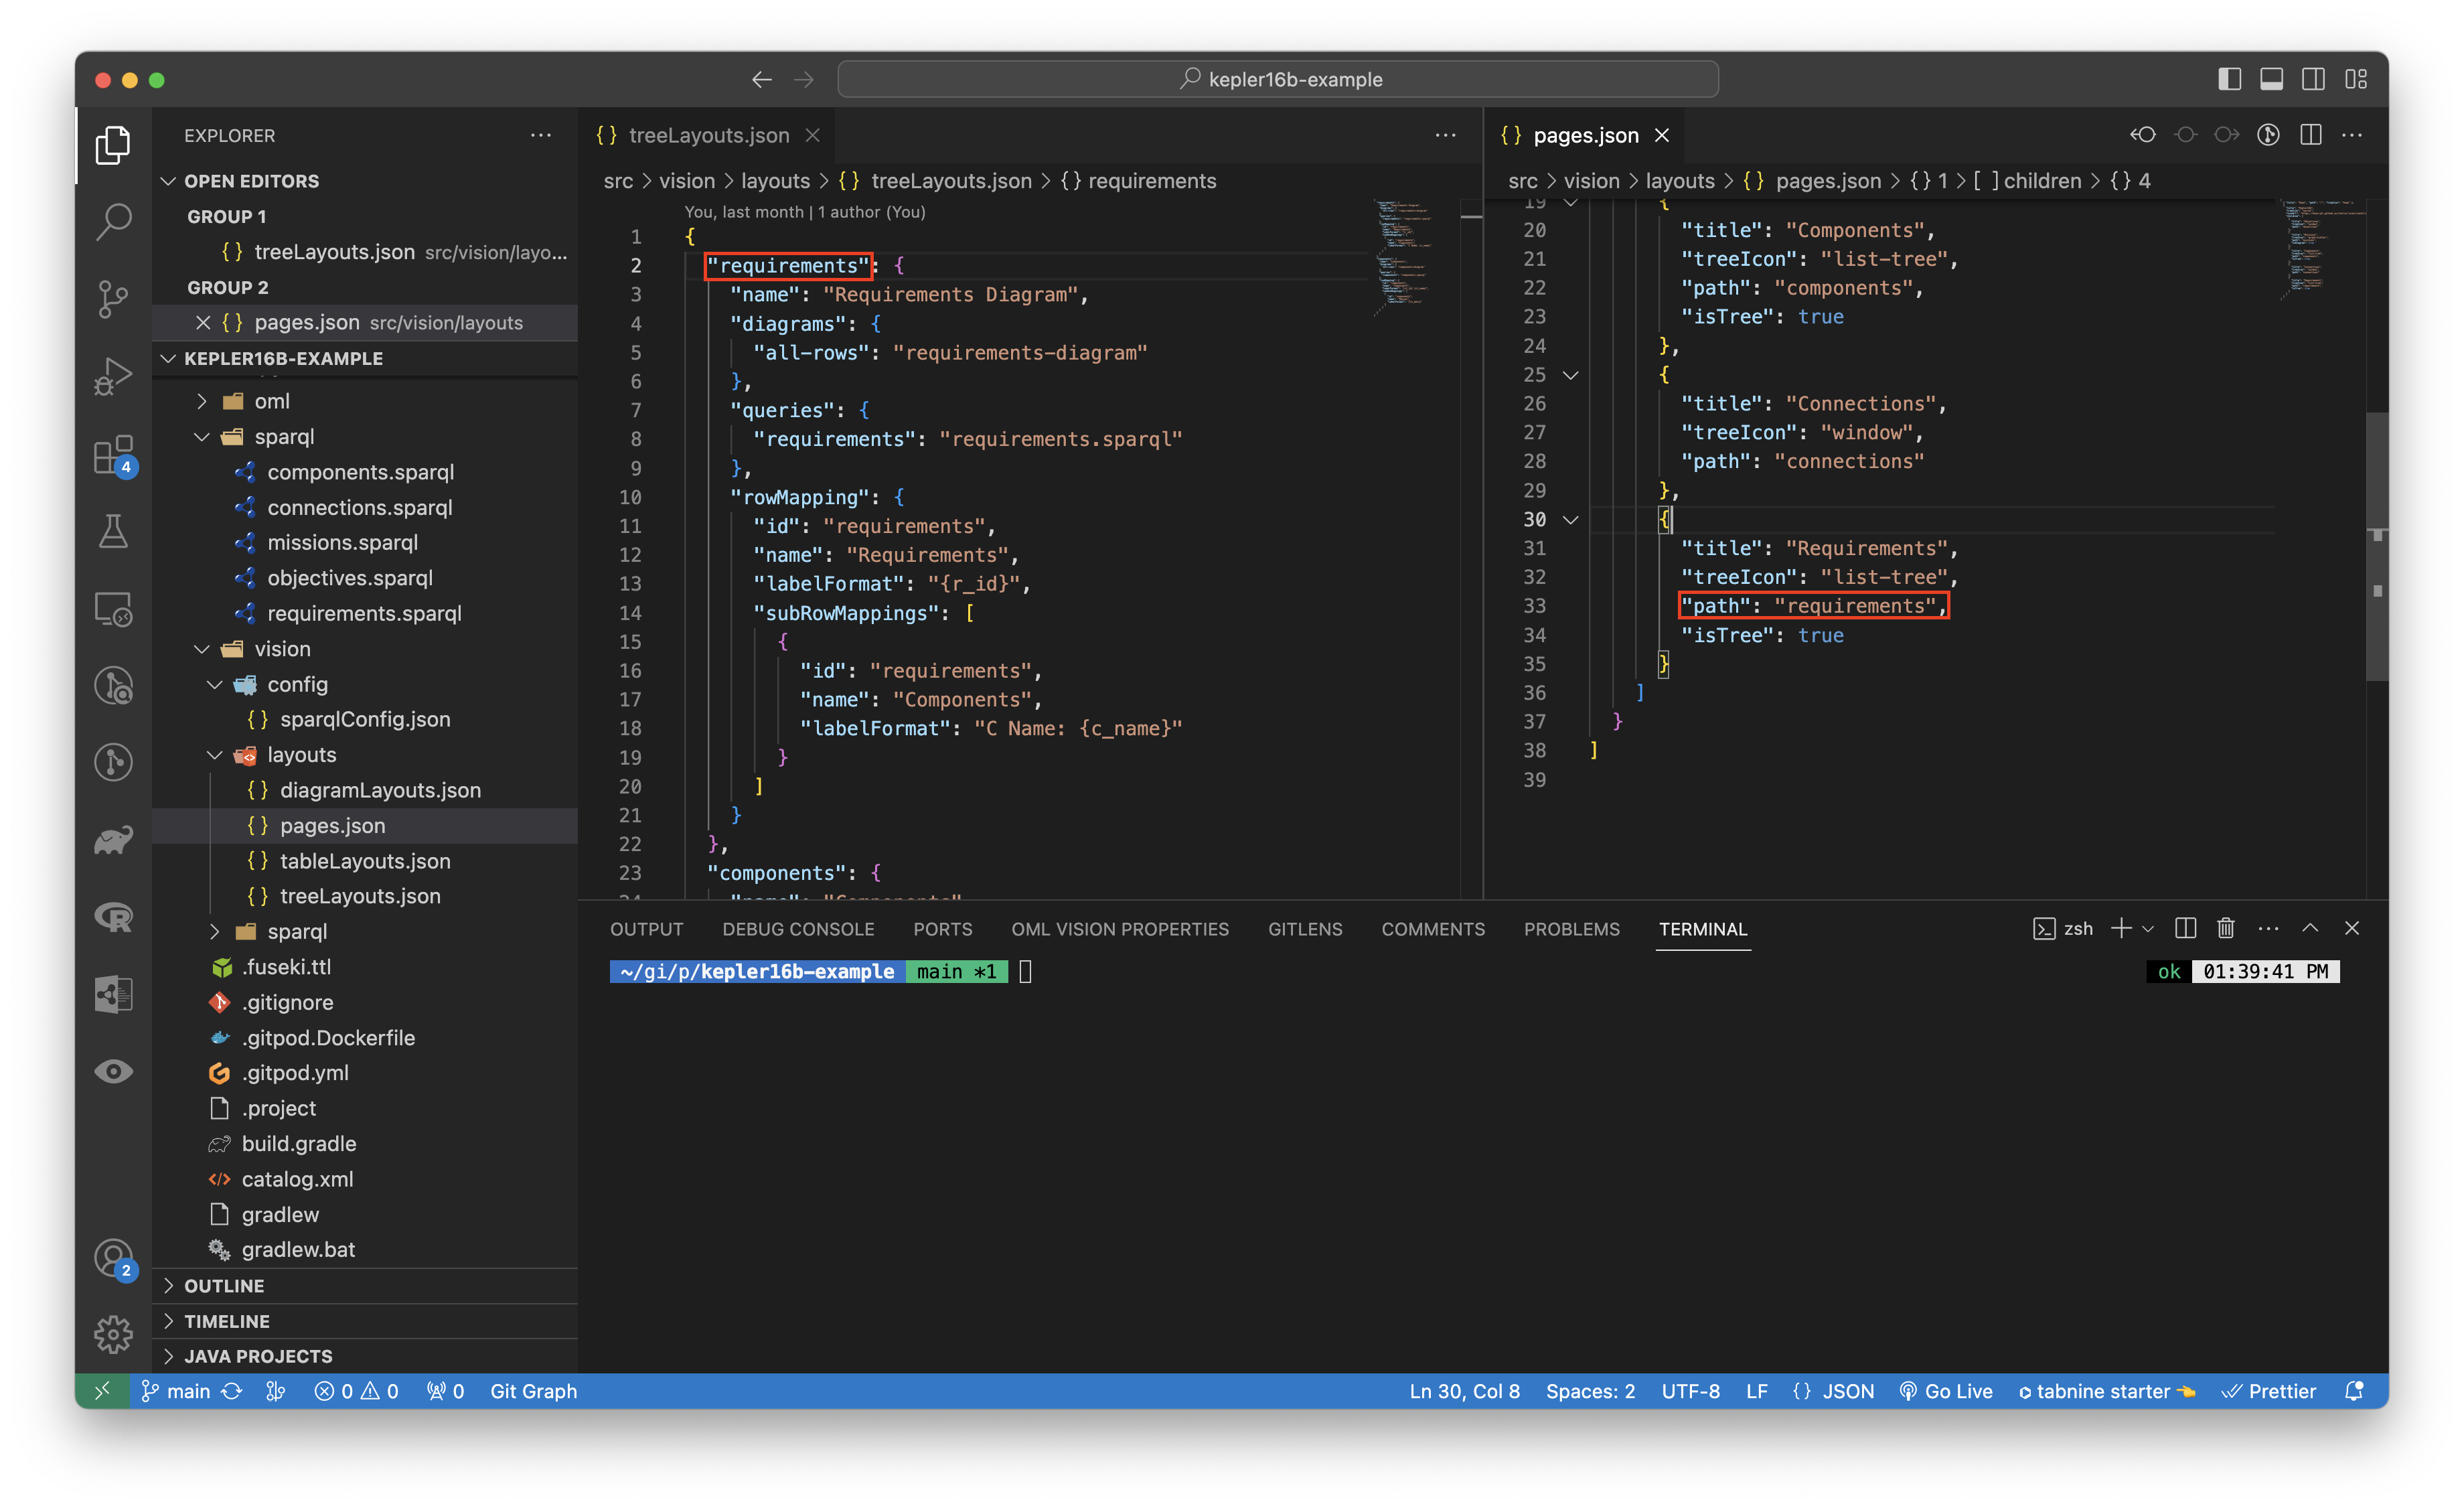 kepler16b-example
EXPLORER
OPEN EDITORS
GROUP 1
{} treeLayouts.json src/vision/layo...
GROUP 2
{} pages.json src/vision/layouts
KEPLER16B-EXAMPLE
oml
sparql
components.sparql
connections.sparql
missions.sparql
objectives.sparql
requirements.sparql
vision
config
{} sparqlConfig.json
layouts
{} diagramLayouts.json
{} pages.json
{} tableLayouts.json
{} treeLayouts.json
sparql
.fuseki.ttl
.gitignore
.gitpod.Dockerfile
.gitpod.yml
.project
build.gradle
catalog.xml
gradlew
gradlew.bat
OUTLINE
TIMELINE
JAVA PROJECTS
4
2
{} treeLayouts.json
src > vision > layouts > {} treeLayouts.json > {} requirements
You, last month | 1 author (You)
1 {
2 "requirements": {
3 "name": "Requirements Diagram",
4 "diagrams": {
5 "all-rows": "requirements-diagram"
6 },
7 "queries": {
8 "requirements": "requirements.sparql"
9 },
10 "rowMapping": {
11 "id": "requirements",
12 "name": "Requirements",
13 "labelFormat": "{r_id}",
14 "subRowMappings": [
15 {
16 "id": "requirements",
17 "name": "Components",
18 "labelFormat": "C Name: {c_name}"
19 }
20 ]
21 }
22 },
23 "components": {
{} pages.json
src > vision > layouts > {} pages.json > {} 1 > [ ] children > {} 4
19 {
20 "title": "Components",
21 "treeIcon": "list-tree",
22 "path": "components",
23 "isTree": true
24 },
25 {
26 "title": "Connections",
27 "treeIcon": "window",
28 "path": "connections"
29 },
30 {
31 "title": "Requirements",
32 "treeIcon": "list-tree",
33 "path": "requirements",
34 "isTree": true
35 }
36 ]
37 }
38 ]
39
OUTPUT DEBUG CONSOLE PORTS OML VISION PROPERTIES GITLENS COMMENTS PROBLEMS TERMINAL zsh
~/gi/p/kepler16b-example main *1 ok 01:39:41 PM
main 0 0 0 Git Graph Ln 30, Col 8 Spaces: 2 UTF-8 LF {} JSON Go Live tabnine starter Prettier